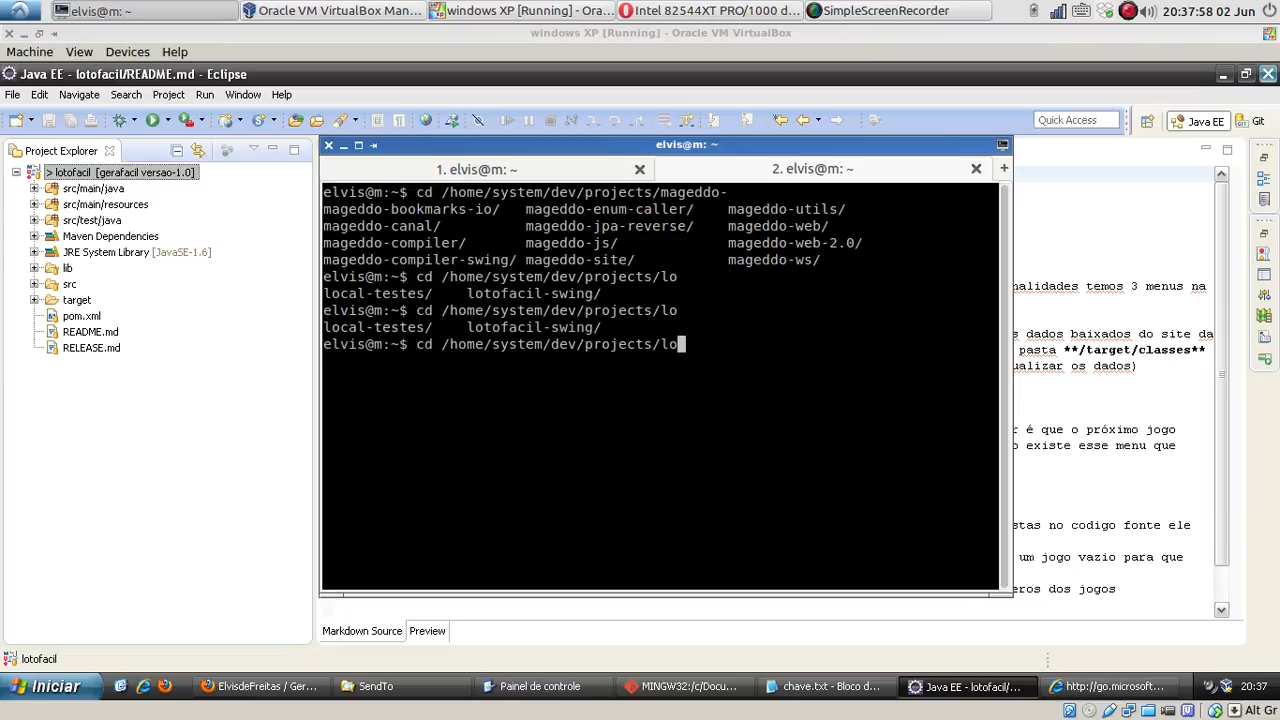 elvis@m: ~
Oracle VM VirtualBox Man...
windows XP [Running] - Ora...
Intel 82544XT PRO/1000 d...
SimpleScreenRecorder
20:37:58 02 Jun
windows XP [Running] - Oracle VM VirtualBox
Machine View Devices Help
Java EE - lotofacil/README.md - Eclipse
File Edit Navigate Search Project Run Window Help
Quick Access
Java EE
Git
Project Explorer
> lotofacil [gerafacil versao-1.0]
src/main/java
src/main/resources
src/test/java
Maven Dependencies
JRE System Library [JavaSE-1.6]
lib
src
target
pom.xml
README.md
RELEASE.md
elvis@m: ~
1. elvis@m: ~
2. elvis@m: ~
elvis@m:~$ cd /home/system/dev/projects/mageddo-
mageddo-bookmarks-io/ mageddo-enum-caller/ mageddo-utils/
mageddo-canal/ mageddo-jpa-reverse/ mageddo-web/
mageddo-compiler/ mageddo-js/ mageddo-web-2.0/
mageddo-compiler-swing/ mageddo-site/ mageddo-ws/
elvis@m:~$ cd /home/system/dev/projects/lo
local-testes/ lotofacil-swing/
elvis@m:~$ cd /home/system/dev/projects/lo
local-testes/ lotofacil-swing/
elvis@m:~$ cd /home/system/dev/projects/lo
nalidades temos 3 menus na
s dados baixados do site da
pasta **/target/classes**
ualizar os dados)
r é que o próximo jogo
o existe esse menu que
stas no codigo fonte ele
um jogo vazio para que
eros dos jogos
Markdown Source Preview
lotofacil
Iniciar
ElvisdeFreitas / Ger...
SendTo
Painel de controle
MINGW32:/c/Docu...
chave.txt - Bloco d...
Java EE - lotofacil/...
http://go.microsoft...
20:37
Alt Gr